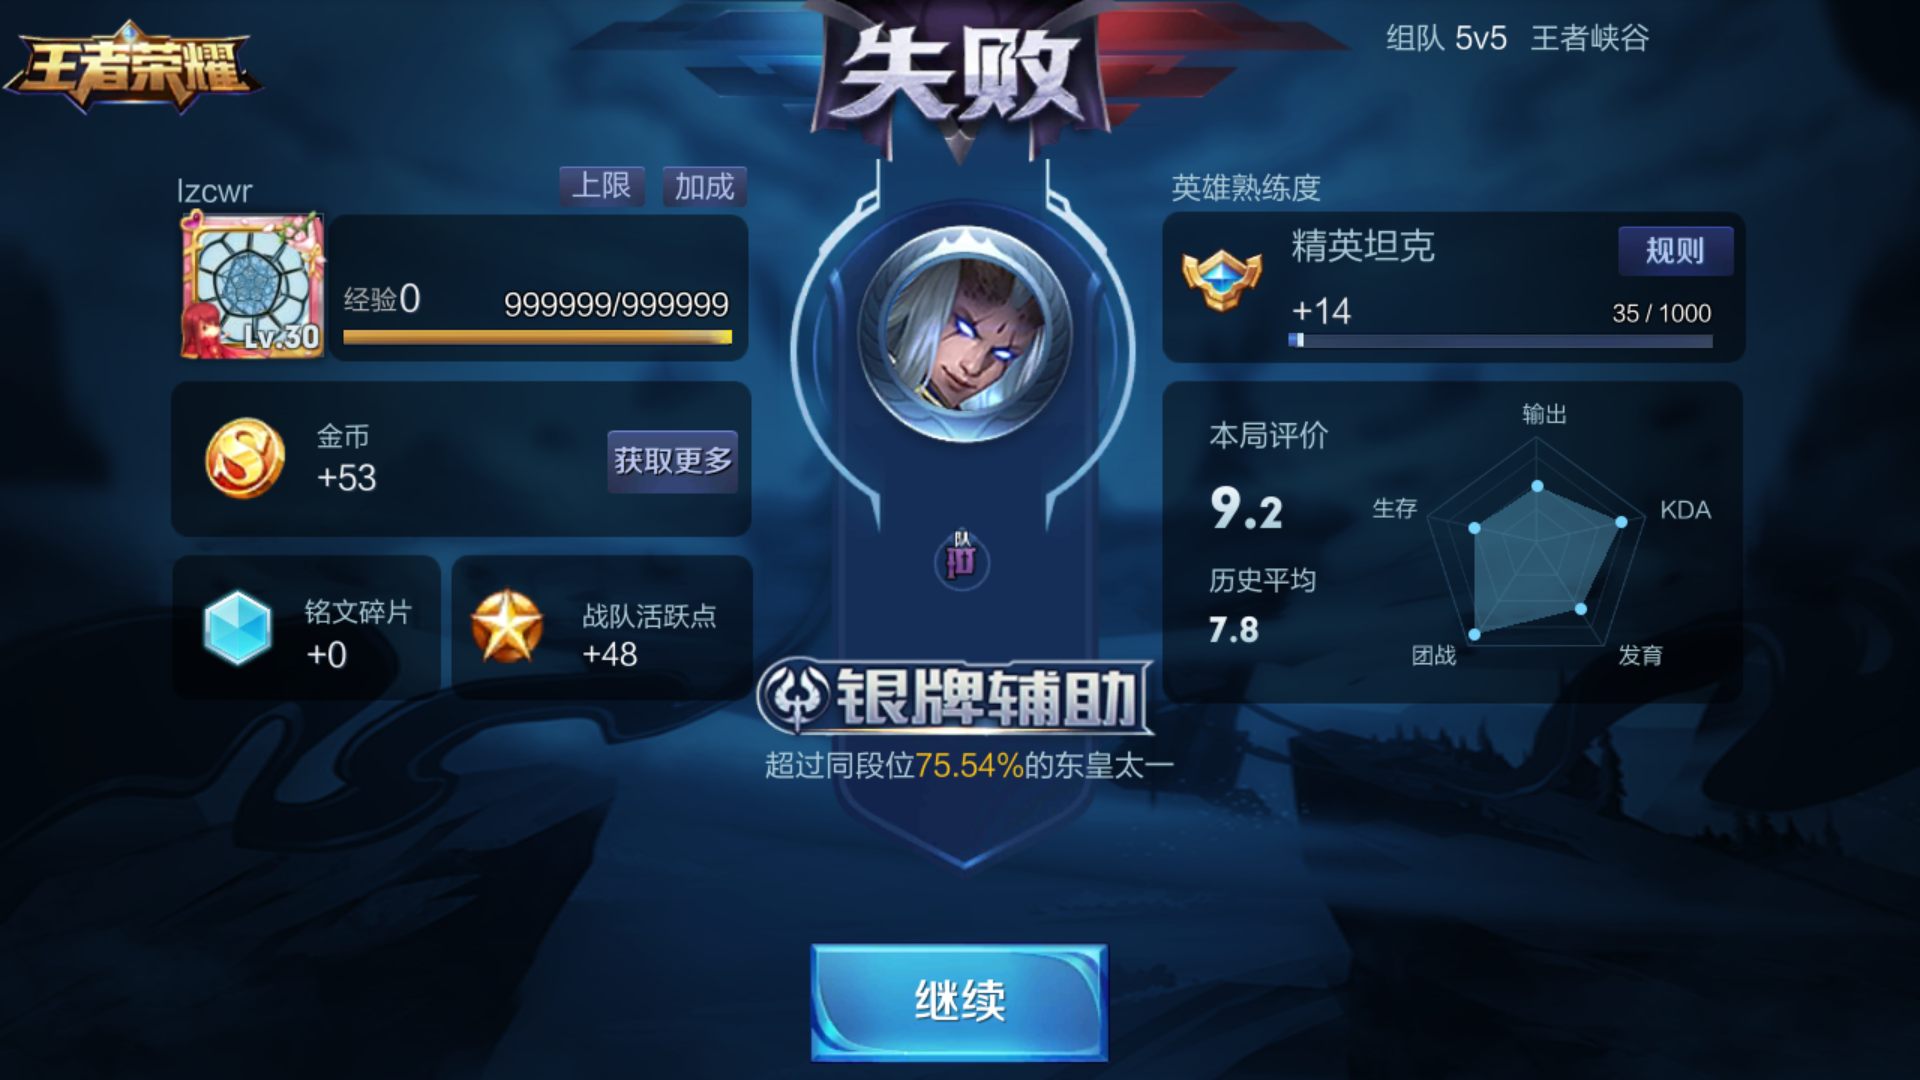 王者荣耀
失败
组队 5v5 王者峡谷
lzcwr
上限
加成
Lv.30
经验0
999999/999999
金币
+53
获取更多
铭文碎片
+0
战队活跃点
+48
队
银牌辅助
超过同段位75.54%的东皇太一
英雄熟练度
精英坦克
规则
+14
35 / 1000
本局评价
9.2
历史平均
7.8
输出
KDA
发育
团战
生存
继续